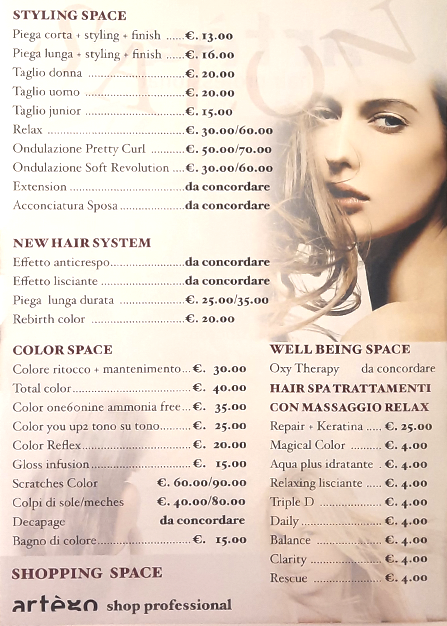 STYLING SPACE
Piega corta + styling + finish ......€. 13.00
Piega lunga + styling + finish ......€. 16.00
Taglio donna ........................€. 20.00
Taglio uomo .........................€. 20.00
Taglio junior .......................€. 15.00
Relax ..................................€. 30.00/60.00
Ondulazione Pretty Curl ..........€. 50.00/70.00
Ondulazione Soft Revolution ....€. 30.00/60.00
Extension .............................da concordare
Acconciatura Sposa.................da concordare
NEW HAIR SYSTEM
Effetto anticrespo...................da concordare
Effetto lisciante .....................da concordare
Piega lunga durata .................€. 25.00/35.00
Rebirth color ........................€. 20.00
COLOR SPACE
Colore ritocco + mantenimento...€. 30.00
Total color..............................€. 40.00
Color one60nine ammonia free...€. 35.00
Color you up2 tono su tono........€. 25.00
Color Reflex............................€. 20.00
Gloss infusion..........................€. 15.00
Scratches Color €. 60.00/90.00
Colpi di sole/meches €. 40.00/80.00
Decapage da concordare
Bagno di colore........................€. 15.00
SHOPPING SPACE
artègo shop professional
WELL BEING SPACE
Oxy Therapy da concordare
HAIR SPA TRATTAMENTI
CON MASSAGGIO RELAX
Repair + Keratina .....€. 25.00
Magical Color ........€. 4.00
Aqua plus idratante .€. 4.00
Relaxing lisciante .....€. 4.00
Triple D .................€. 4.00
Daily.....................€. 4.00
Balance .................€. 4.00
Clarity ...................€. 4.00
Rescue ..................€. 4.00